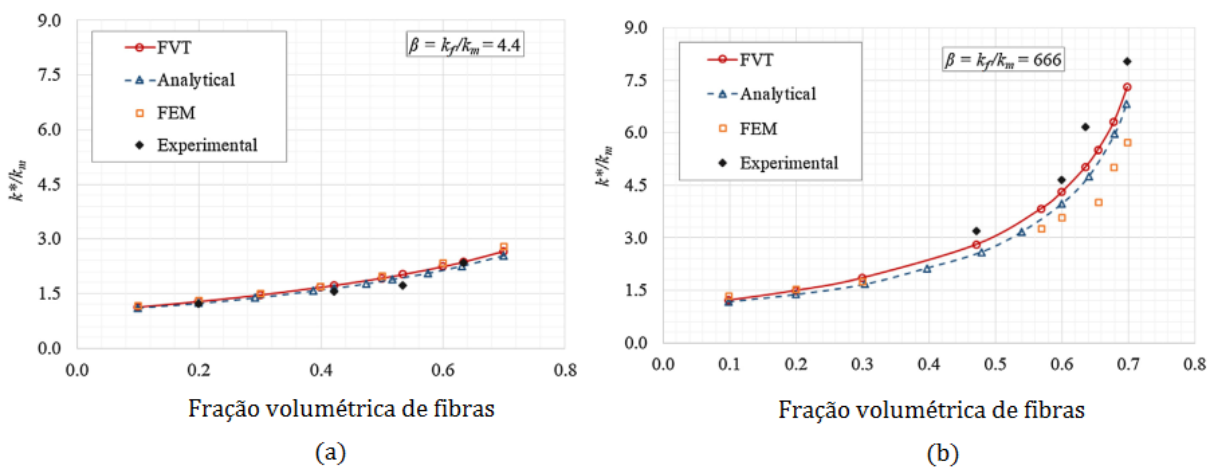 9.0
7.5
6.0
4.5
3.0
1.5
0.0
k*/kₘ
FVT
Analytical
FEM
Experimental
β = k_f/kₘ = 4.4
0.0 0.2 0.4 0.6 0.8
Fração volumétrica de fibras
(a)
9.0
7.5
6.0
4.5
3.0
1.5
0.0
k*/kₘ
FVT
Analytical
FEM
Experimental
β = k_f/kₘ = 666
0.0 0.1 0.2 0.3 0.4 0.5 0.6 0.7 0.8
Fração volumétrica de fibras
(b)